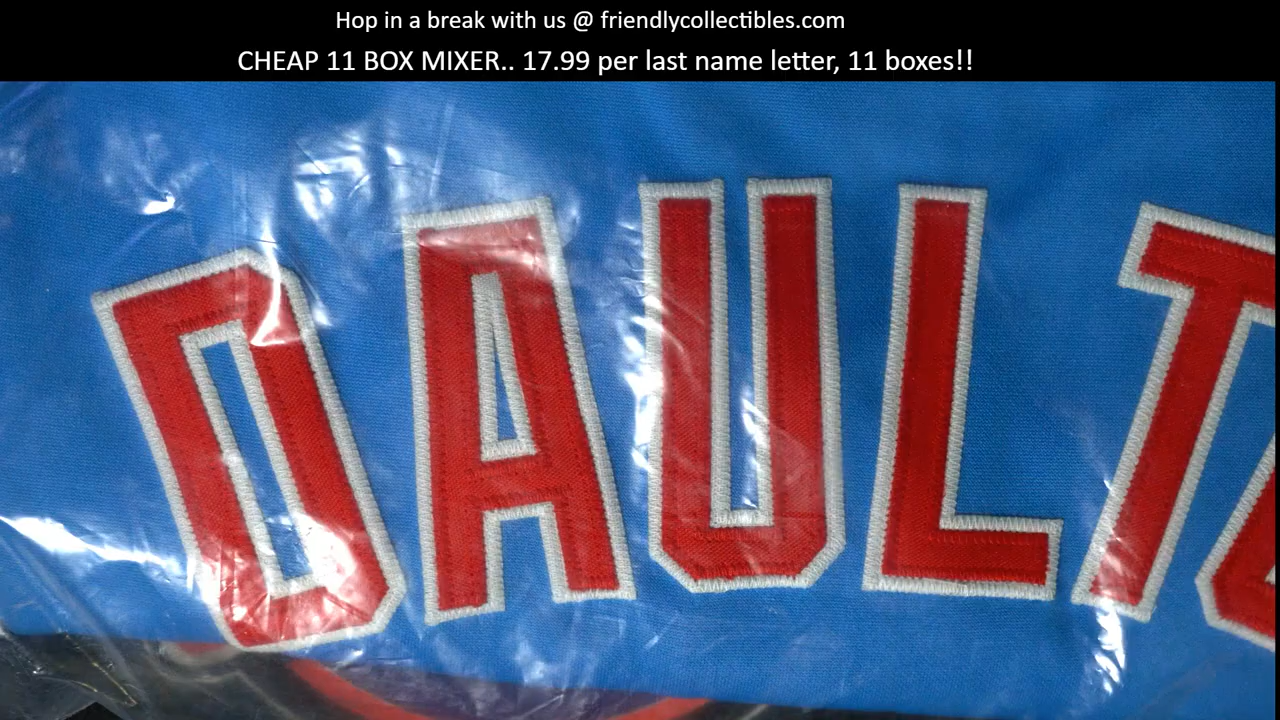 Hop in a break with us @ friendlycollectibles.com
CHEAP 11 BOX MIXER.. 17.99 per last name letter, 11 boxes!!
DAULT